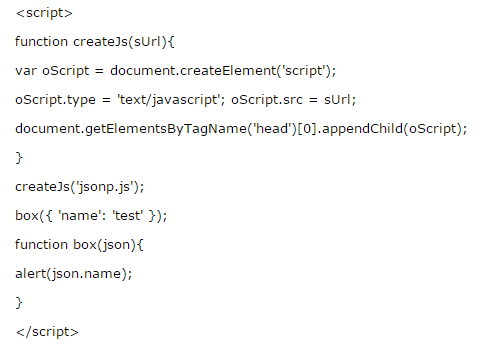 <script>
function createJs(sUrl){
var oScript = document.createElement('script');
oScript.type = 'text/javascript'; oScript.src = sUrl;
document.getElementsByTagName('head')[0].appendChild(oScript);
}
createJs('jsonp.js');
box({ 'name': 'test' });
function box(json){
alert(json.name);
}
</script>